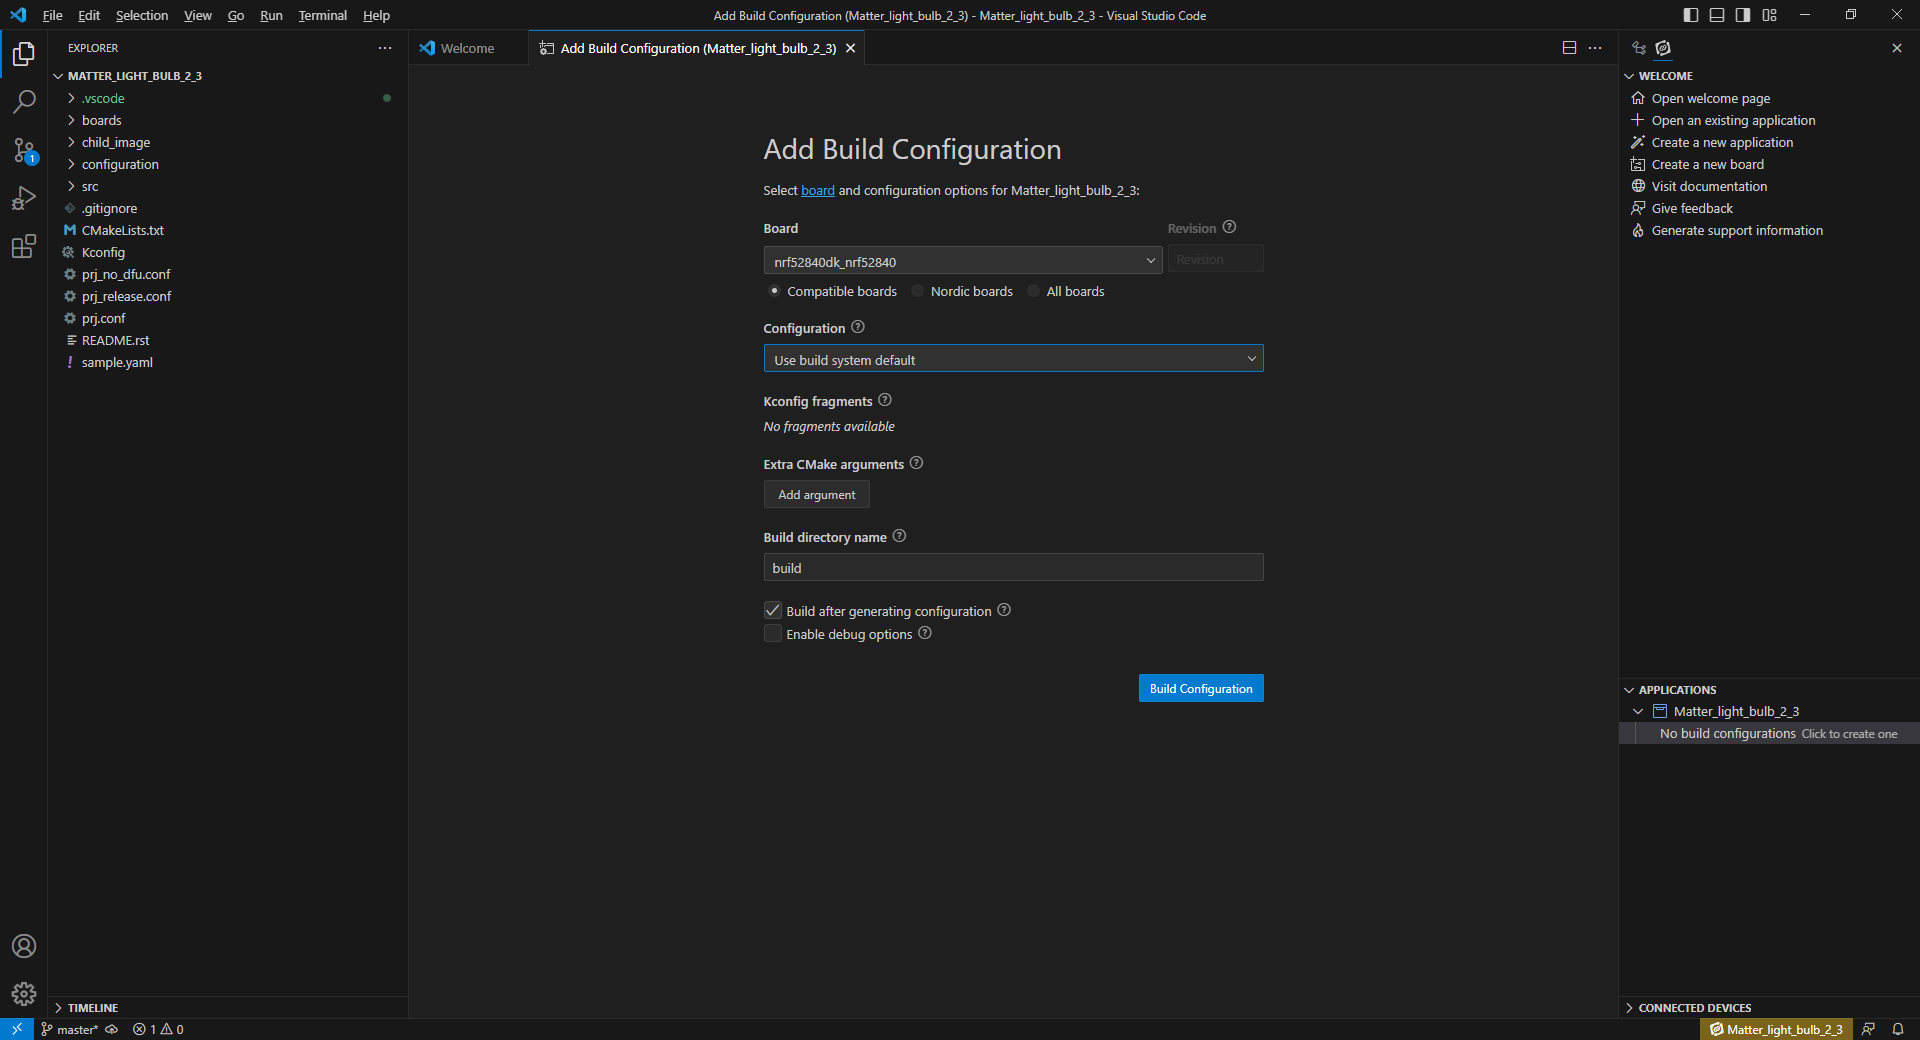 File Edit Selection View Go Run Terminal Help
Add Build Configuration (Matter_light_bulb_2_3) - Matter_light_bulb_2_3 - Visual Studio Code
EXPLORER
MATTER_LIGHT_BULB_2_3
.vscode
boards
child_image
configuration
src
.gitignore
CMakeLists.txt
Kconfig
prj_no_dfu.conf
prj_release.conf
prj.conf
README.rst
sample.yaml
TIMELINE
1
Welcome
Add Build Configuration (Matter_light_bulb_2_3)
Add Build Configuration
Select board and configuration options for Matter_light_bulb_2_3:
Board
Revision
nrf52840dk_nrf52840
Revision
Compatible boards Nordic boards All boards
Configuration
Use build system default
Kconfig fragments
No fragments available
Extra CMake arguments
Add argument
Build directory name
build
Build after generating configuration
Enable debug options
Build Configuration
WELCOME
Open welcome page
Open an existing application
Create a new application
Create a new board
Visit documentation
Give feedback
Generate support information
APPLICATIONS
Matter_light_bulb_2_3
No build configurations Click to create one
CONNECTED DEVICES
master* 1 0
Matter_light_bulb_2_3